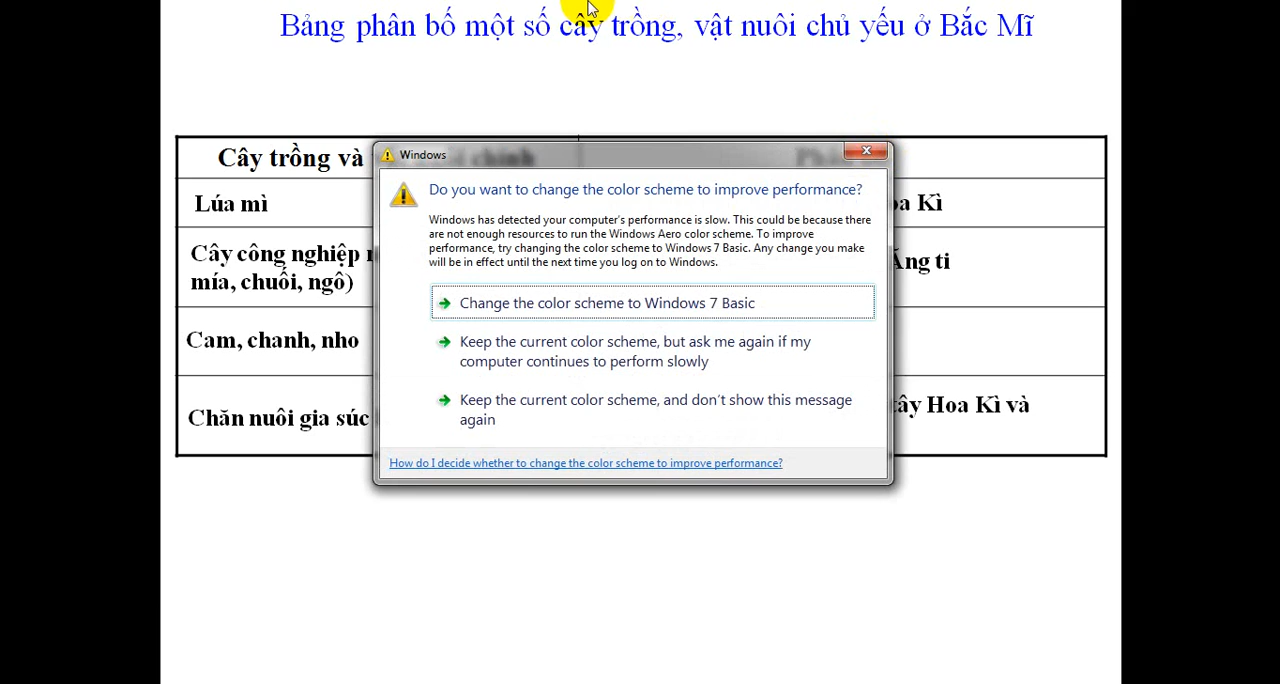 Bảng phân bố một số cây trồng, vật nuôi chủ yếu ở Bắc Mĩ
Cây trồng và
Windows
Do you want to change the color scheme to improve performance?
Windows has detected your computer's performance is slow. This could be because there
are not enough resources to run the Windows Aero color scheme. To improve
performance, try changing the color scheme to Windows 7 Basic. Any change you make
will be in effect until the next time you log on to Windows.
Change the color scheme to Windows 7 Basic
Keep the current color scheme, but ask me again if my
computer continues to perform slowly
Keep the current color scheme, and don't show this message
again
How do I decide whether to change the color scheme to improve performance?
Lúa mì
Kì
Cây công nghiệp
mía, chuối, ngô)
Ăng ti
Cam, chanh, nho
Chăn nuôi gia súc
tây Hoa Kì và